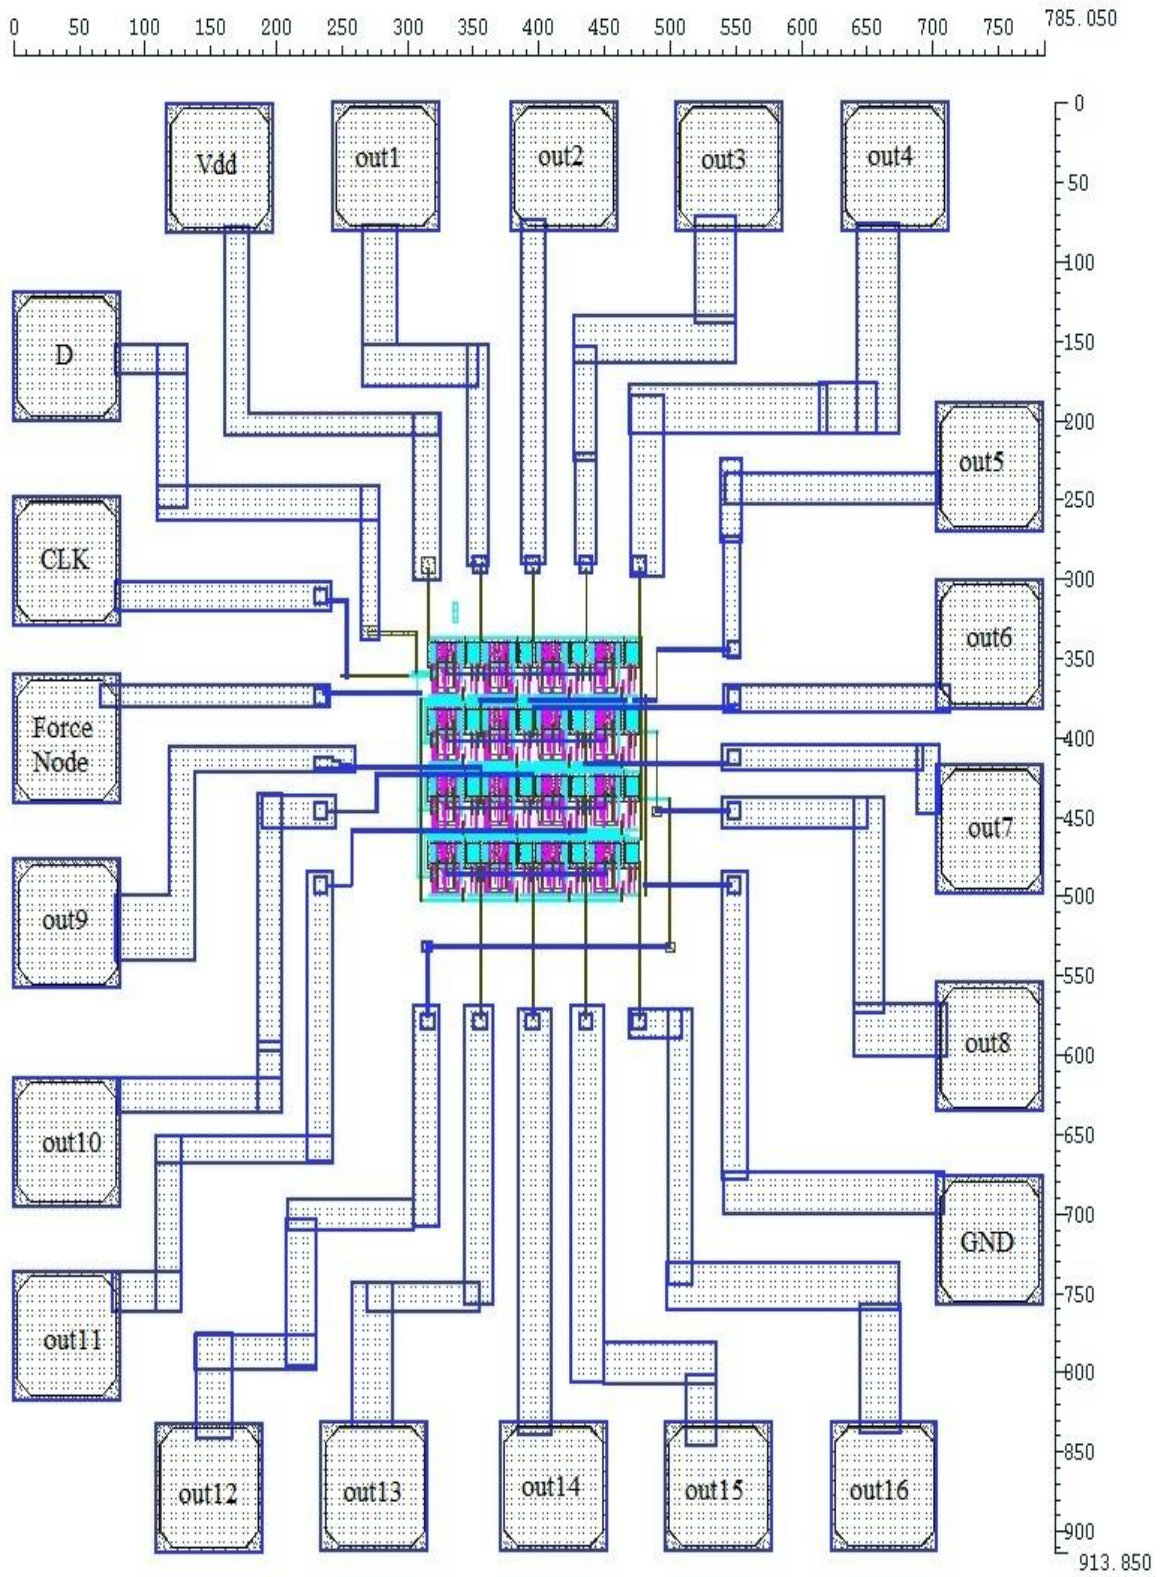 0 50 100 150 200 250 300 350 400 450 500 550 600 650 700 750 785.050
0
50
100
150
200
250
300
350
400
450
500
550
600
650
700
750
800
850
900
913.850
Vdd
out1
out2
out3
out4
D
out5
CLK
out6
Force
Node
out7
out9
out8
out10
GND
out11
out12
out13
out14
out15
out16